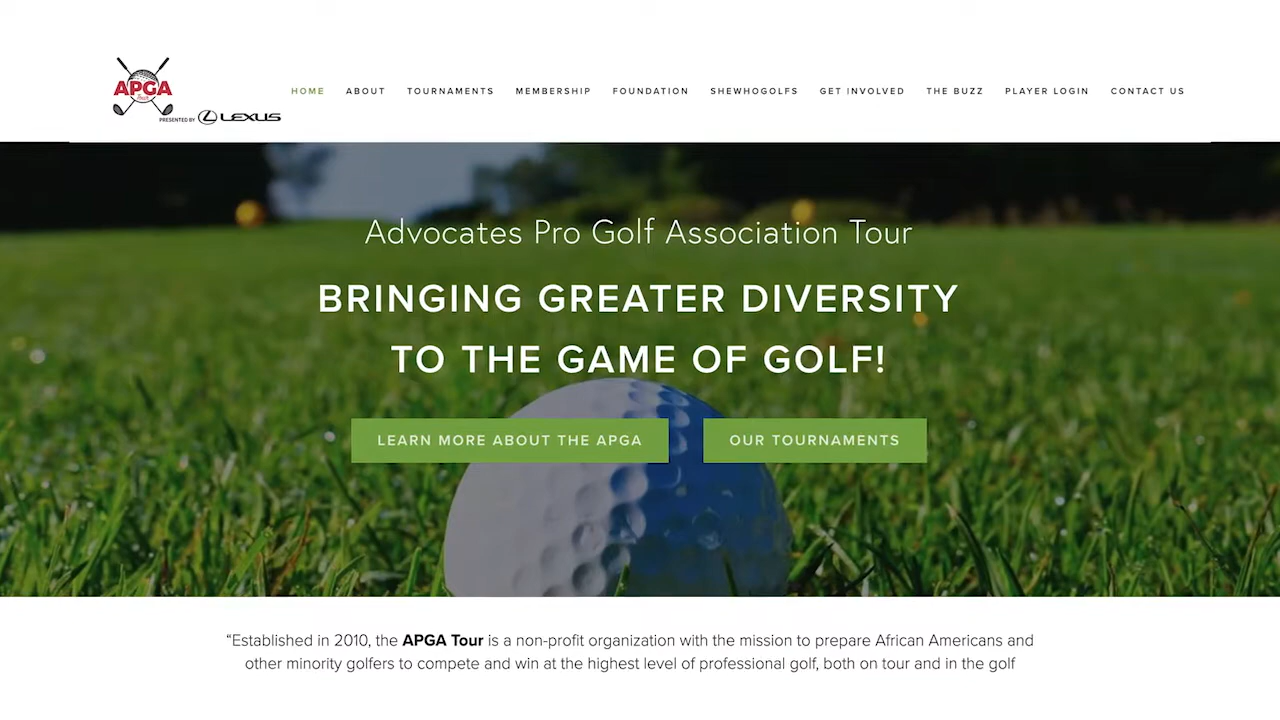 APGA
Tour
PRESENTED BY LEXUS
HOME ABOUT TOURNAMENTS MEMBERSHIP FOUNDATION SHEWHOGOLFS GET INVOLVED THE BUZZ PLAYER LOGIN CONTACT US
Advocates Pro Golf Association Tour
BRINGING GREATER DIVERSITY
TO THE GAME OF GOLF!
LEARN MORE ABOUT THE APGA OUR TOURNAMENTS
“Established in 2010, the APGA Tour is a non-profit organization with the mission to prepare African Americans and
other minority golfers to compete and win at the highest level of professional golf, both on tour and in the golf